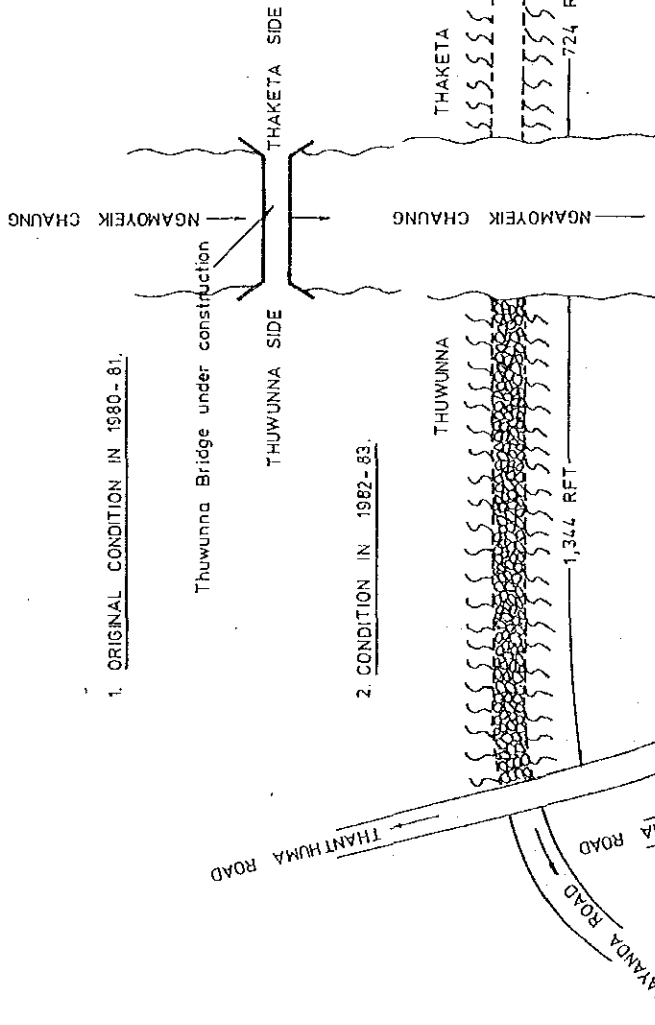 1. ORIGINAL CONDITION IN 1980-81.
NGAMOYEIK CHAUNG
Thuwunna Bridge under construction
THUWUNNA SIDE
THAKETA SIDE
2. CONDITION IN 1982-83.
NGAMOYEIK CHAUNG
THUWUNNA
THAKETA
1,344 RFT
724
THANTHUMA ROAD
ROAD
ROAD